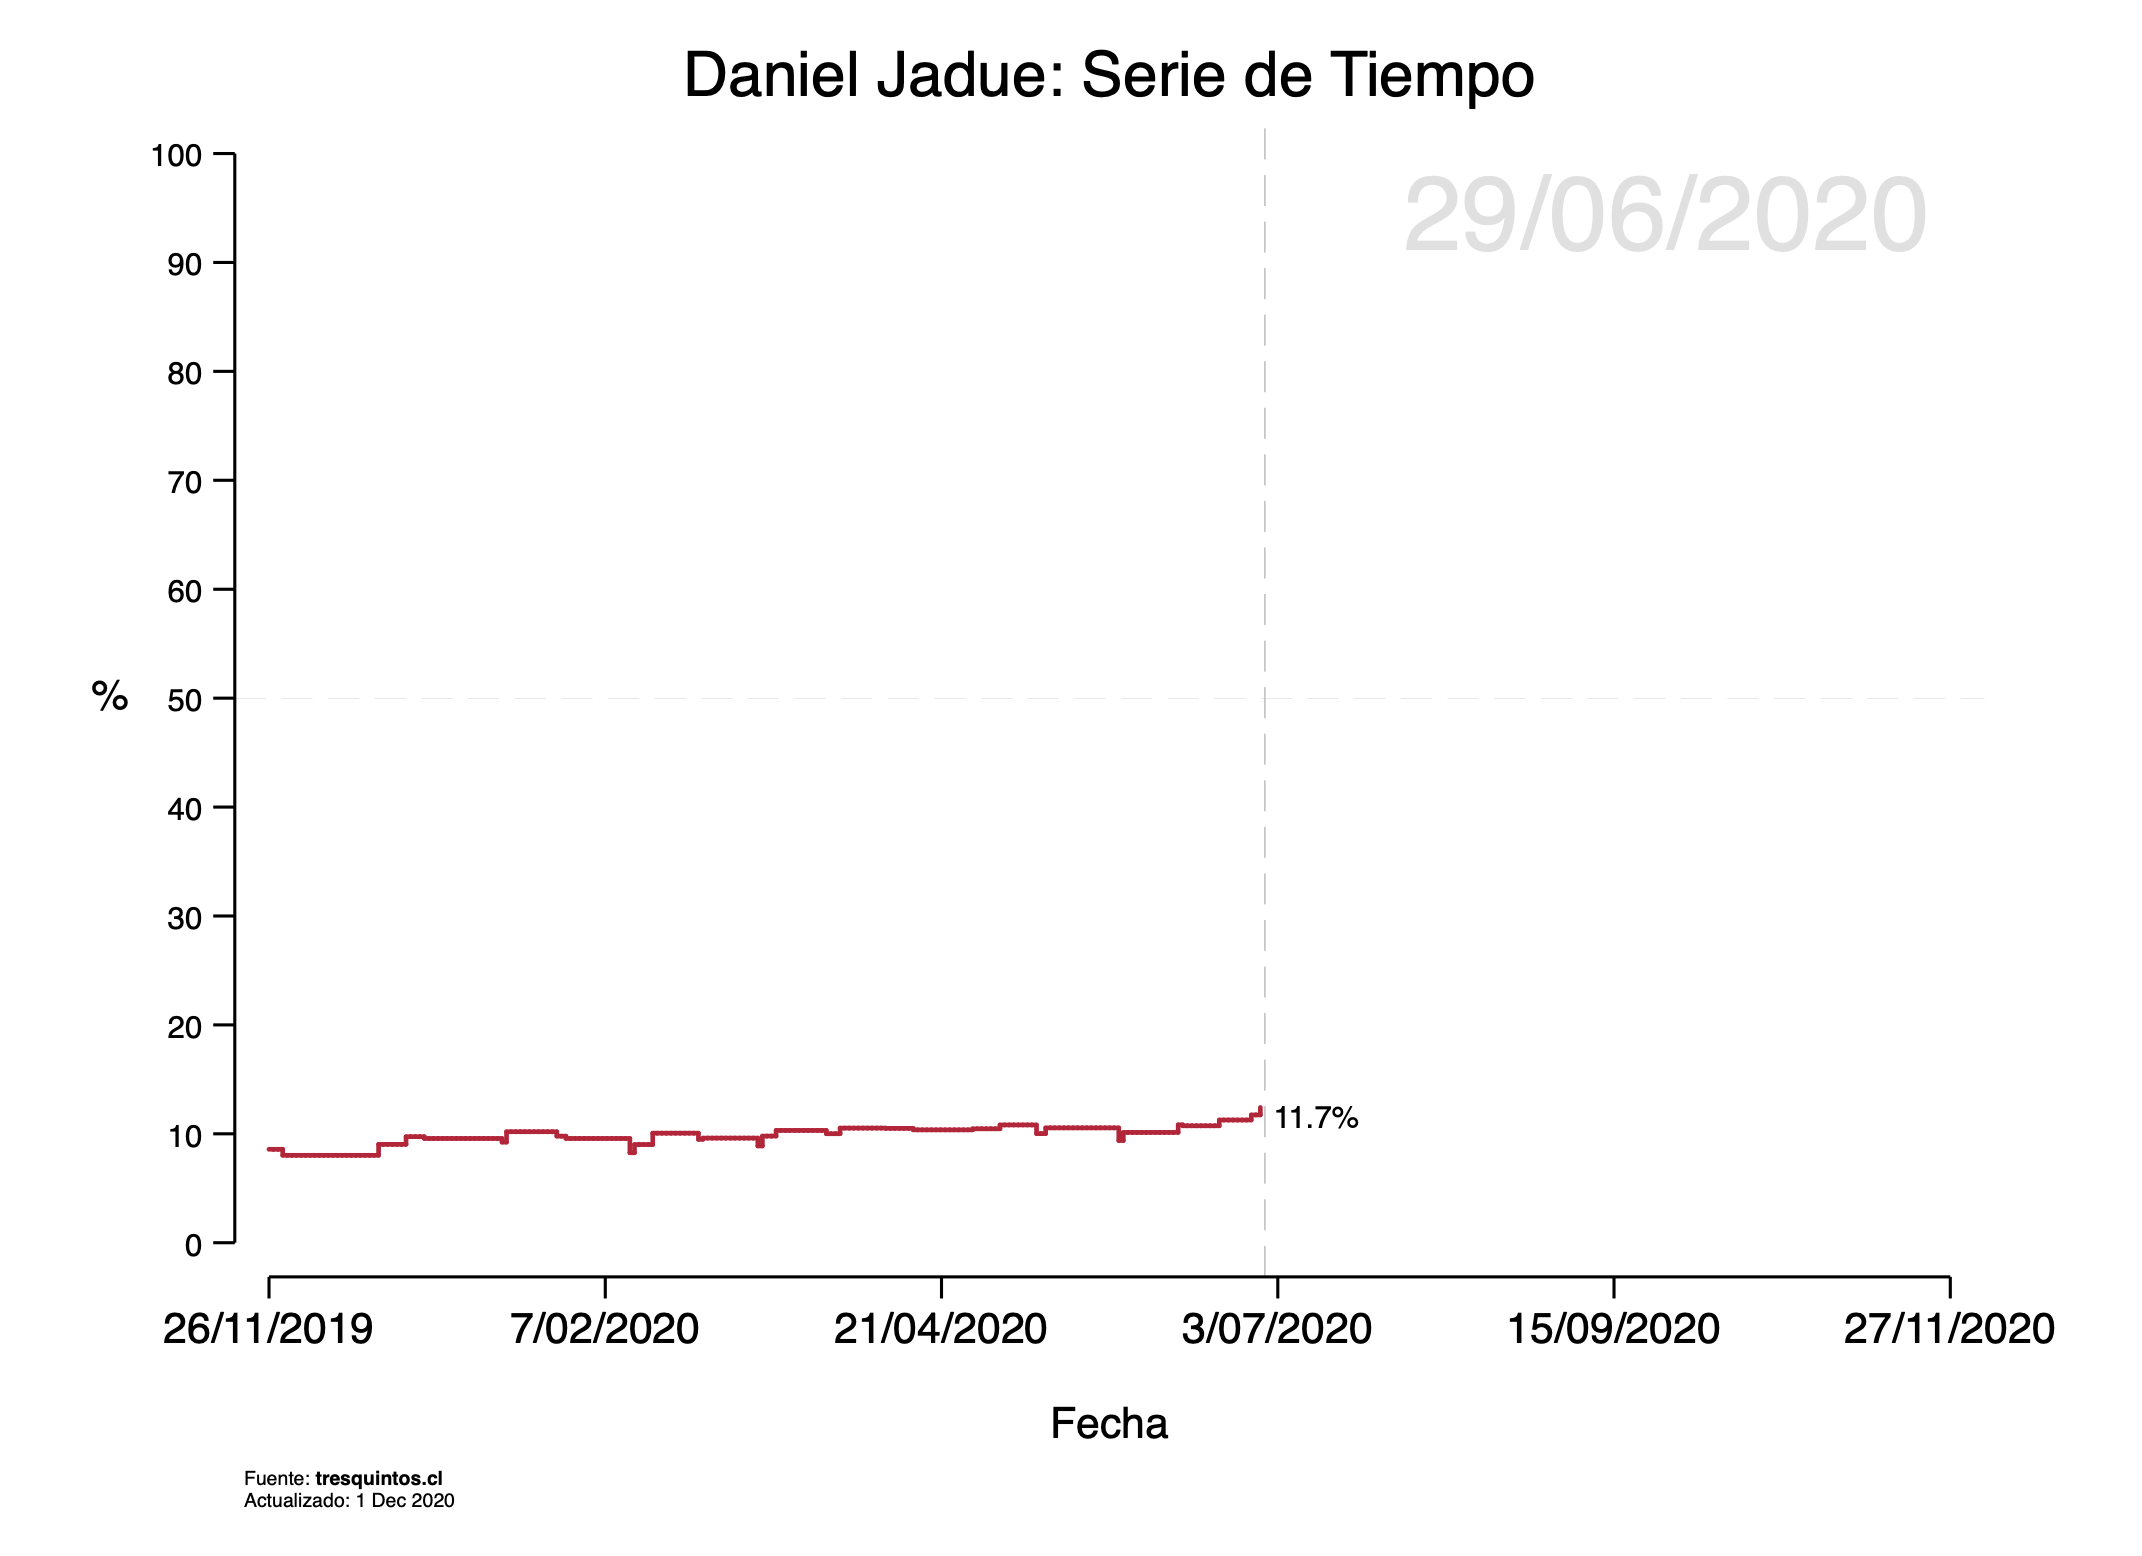 Daniel Jadue: Serie de Tiempo
29/06/2020
100
90
80
70
60
% 50
40
30
20
10
0
11.7%
26/11/2019 7/02/2020 21/04/2020 3/07/2020 15/09/2020 27/11/2020
Fecha
Fuente: tresquintos.cl
Actualizado: 1 Dec 2020